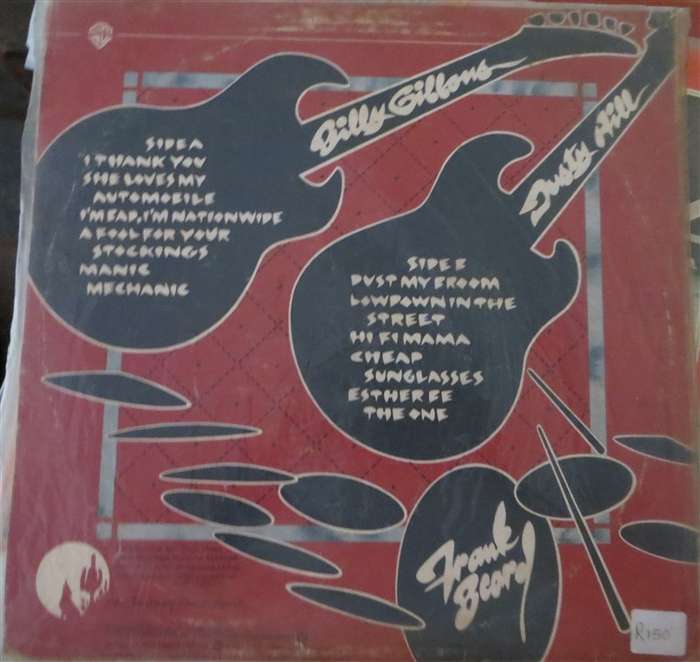 Billy Gibbons
Dusty Hill
SIDE A
I THANK YOU
SHE LOVES MY
AUTOMOBILE
I'M BAD, I'M NATIONWIDE
A FOOL FOR YOUR
STOCKINGS
MANIC
MECHANIC
SIDE B
DUST MY BROOM
LOWDOWN IN THE
STREET
HI FI MAMA
CHEAP
SUNGLASSES
ESTHER BE
THE ONE
Frank
Beard
R150